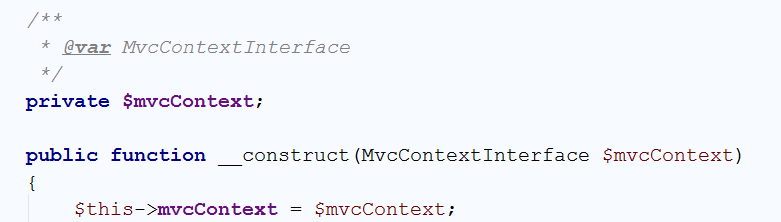 /**
 * @var MvcContextInterface
 */
private $mvcContext;
public function __construct(MvcContextInterface $mvcContext)
{
    $this->mvcContext = $mvcContext;